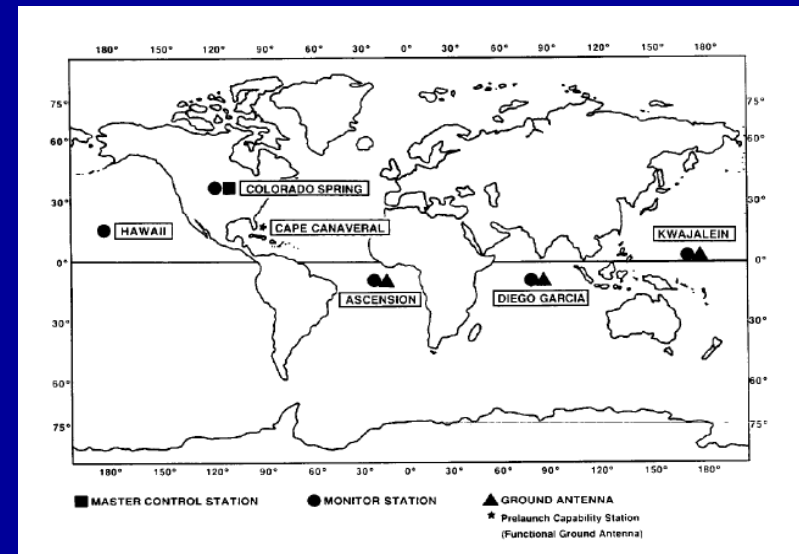 180° 150° 120° 90° 60° 30° 0° 30° 60° 90° 120° 150° 180°
75° 75°
60° 60°
COLORADO SPRING
30° 30°
HAWAII CAPE CANAVERAL KWAJALEIN
0° 0°
ASCENSION DIEGO GARCIA
30° 30°
60° 60°
75° 75°
180° 150° 120° 90° 60° 30° 0° 30° 60° 90° 120° 150° 180°
MASTER CONTROL STATION MONITOR STATION GROUND ANTENNA
* Prelaunch Capability Station
(Functional Ground Antenna)